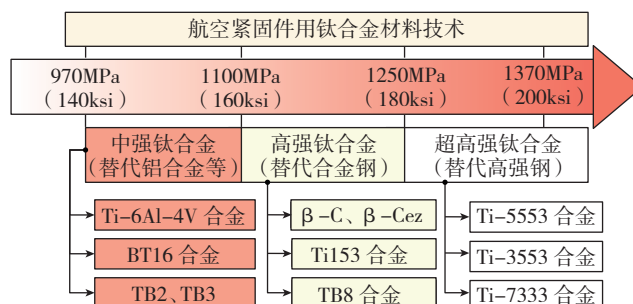 航空紧固件用钛合金材料技术
970MPa 1100MPa 1250MPa 1370MPa
(140ksi) (160ksi) (180ksi) (200ksi)
中强钛合金 高强钛合金 超高强钛合金
(替代铝合金等) (替代合金钢) (替代高强钢)
Ti-6Al-4V 合金 β-C、β-Cez Ti-5553 合金
BT16 合金 Ti153 合金 Ti-3553 合金
TB2、TB3 TB8 合金 Ti-7333 合金